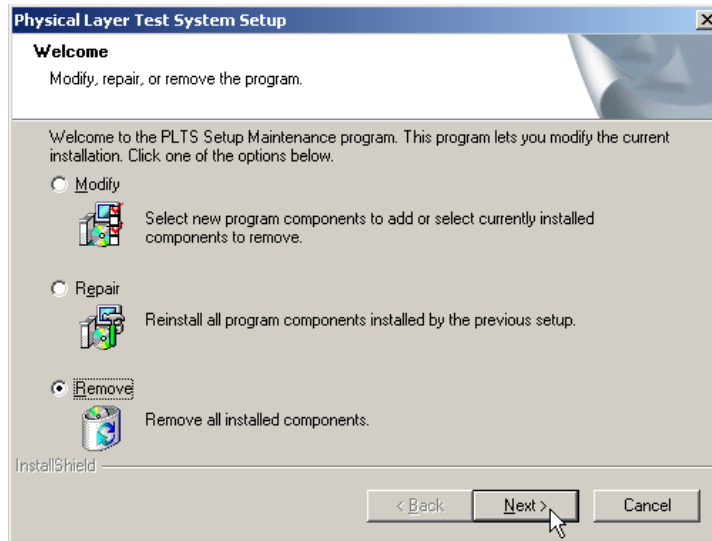 Physical Layer Test System Setup
Welcome
Modify, repair, or remove the program.
Welcome to the PLTS Setup Maintenance program. This program lets you modify the current
installation. Click one of the options below.
Modify
Select new program components to add or select currently installed
components to remove.
Repair
Reinstall all program components installed by the previous setup.
Remove
Remove all installed components.
InstallShield
< Back Next > Cancel